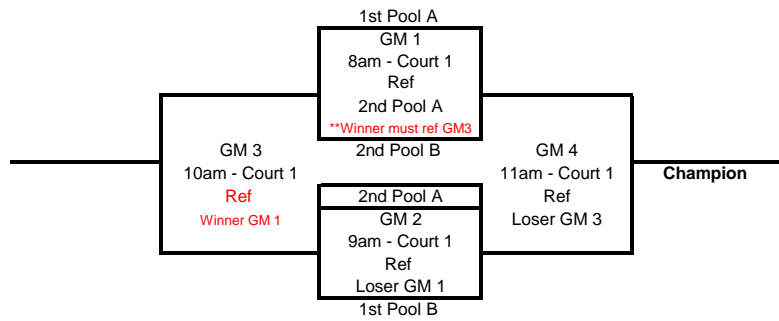 1st Pool A
GM 1
8am - Court 1
Ref
2nd Pool A
**Winner must ref GM3
2nd Pool B
GM 3
10am - Court 1
Ref
Winner GM 1
GM 4
11am - Court 1
Ref
Loser GM 3
Champion
2nd Pool A
GM 2
9am - Court 1
Ref
Loser GM 1
1st Pool B